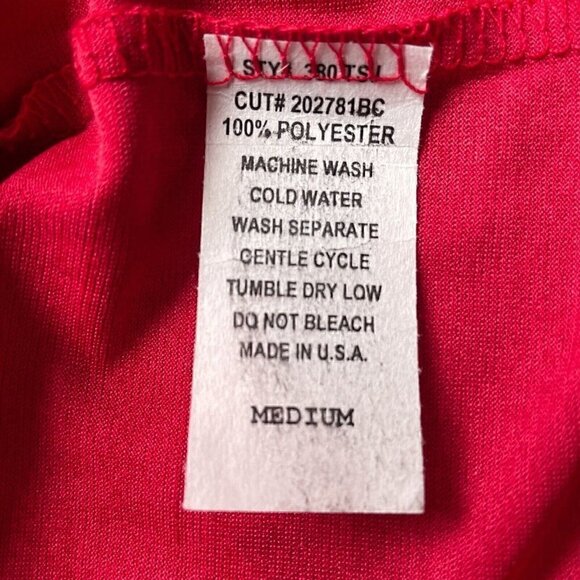 CUT# 202781BC
100% POLYESTER
MACHINE WASH
COLD WATER
WASH SEPARATE
GENTLE CYCLE
TUMBLE DRY LOW
DO NOT BLEACH
MADE IN U.S.A.
MEDIUM